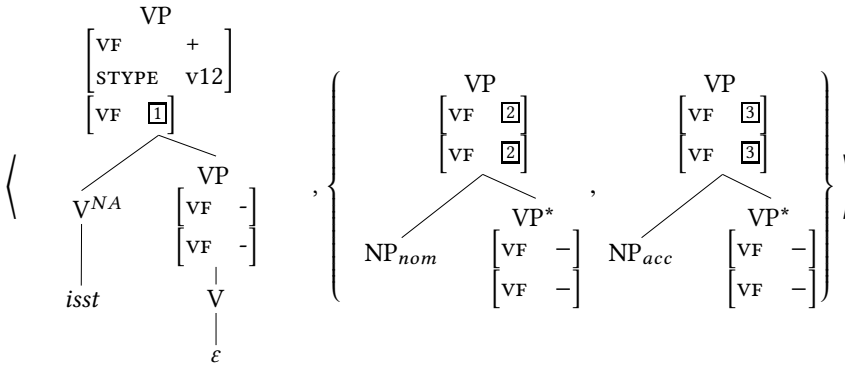 VP
[VF +]
[STYPE v12]
[VF 1]
VP
[VF -]
[VF -]
V^NA
isst
V
ε
,
VP
[VF 2]
[VF 2]
NP_nom
VP*
[VF −]
[VF −]
,
VP
[VF 3]
[VF 3]
NP_acc
VP*
[VF −]
[VF −]